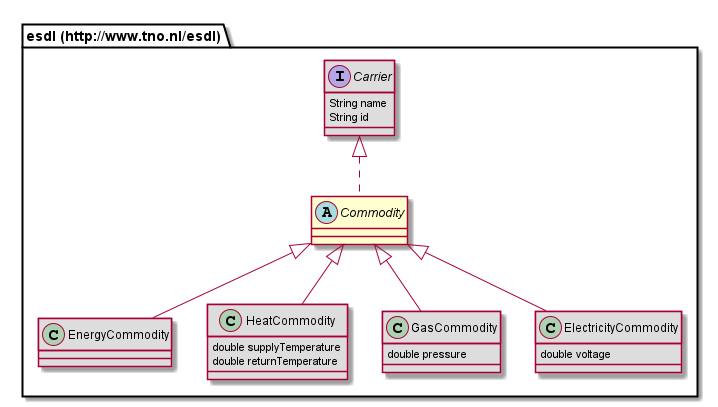 esdl (http://www.tno.nl/esdl)
I Carrier
String name
String id
A Commodity
C EnergyCommodity
C HeatCommodity
double supplyTemperature
double returnTemperature
C GasCommodity
double pressure
C ElectricityCommodity
double voltage